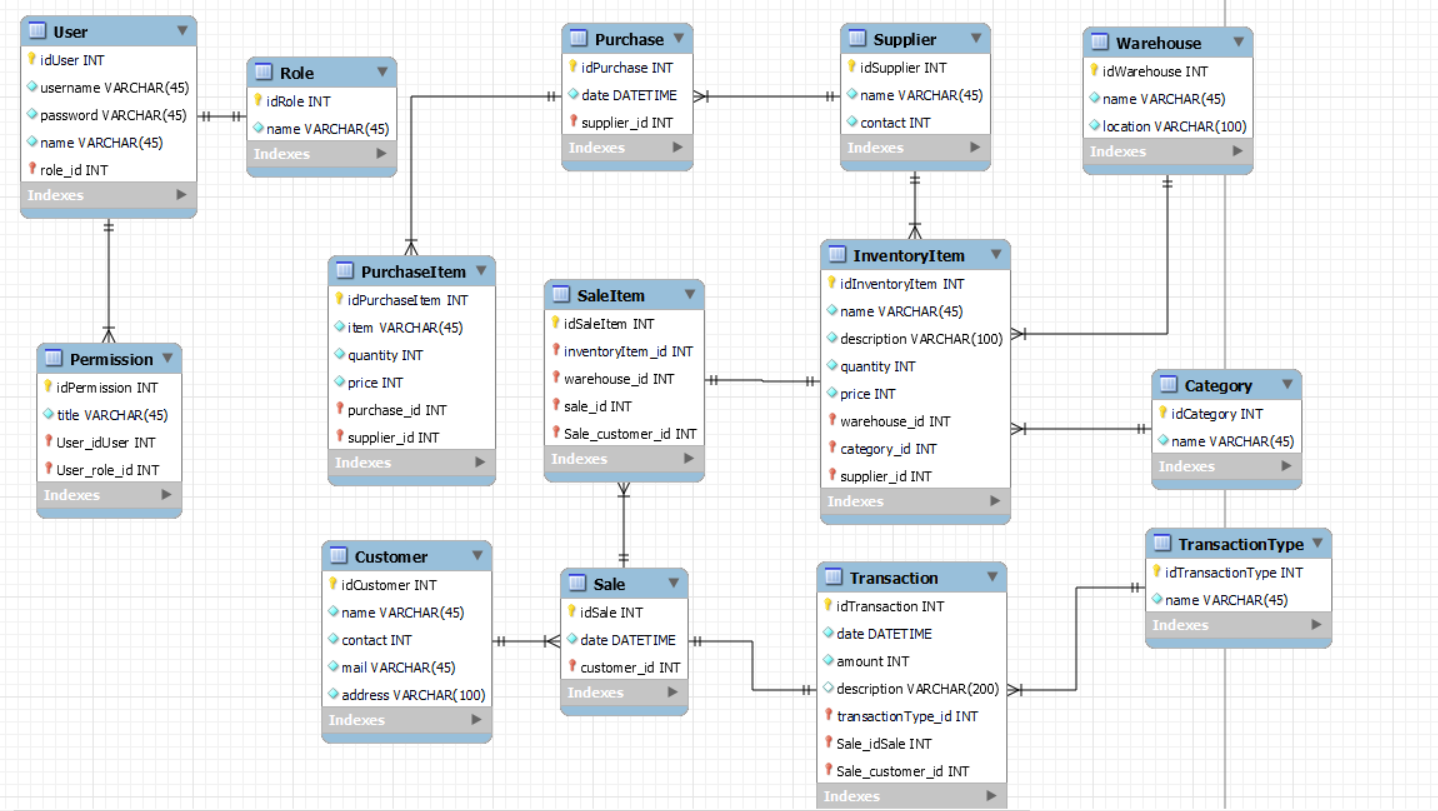 User
idUser INT
username VARCHAR(45)
password VARCHAR(45)
name VARCHAR(45)
role_id INT
Indexes
Role
idRole INT
name VARCHAR(45)
Indexes
Purchase
idPurchase INT
date DATETIME
supplier_id INT
Indexes
Supplier
idSupplier INT
name VARCHAR(45)
contact INT
Indexes
Warehouse
idWarehouse INT
name VARCHAR(45)
location VARCHAR(100)
Indexes
Permission
idPermission INT
title VARCHAR(45)
User_idUser INT
User_role_id INT
Indexes
PurchaseItem
idPurchaseItem INT
item VARCHAR(45)
quantity INT
price INT
purchase_id INT
supplier_id INT
Indexes
SaleItem
idSaleItem INT
inventoryItem_id INT
warehouse_id INT
sale_id INT
Sale_customer_id INT
Indexes
InventoryItem
idInventoryItem INT
name VARCHAR(45)
description VARCHAR(100)
quantity INT
price INT
warehouse_id INT
category_id INT
supplier_id INT
Indexes
Category
idCategory INT
name VARCHAR(45)
Indexes
Customer
idCustomer INT
name VARCHAR(45)
contact INT
mail VARCHAR(45)
address VARCHAR(100)
Indexes
Sale
idSale INT
date DATETIME
customer_id INT
Indexes
Transaction
idTransaction INT
date DATETIME
amount INT
description VARCHAR(200)
transactionType_id INT
Sale_idSale INT
Sale_customer_id INT
Indexes
TransactionType
idTransactionType INT
name VARCHAR(45)
Indexes